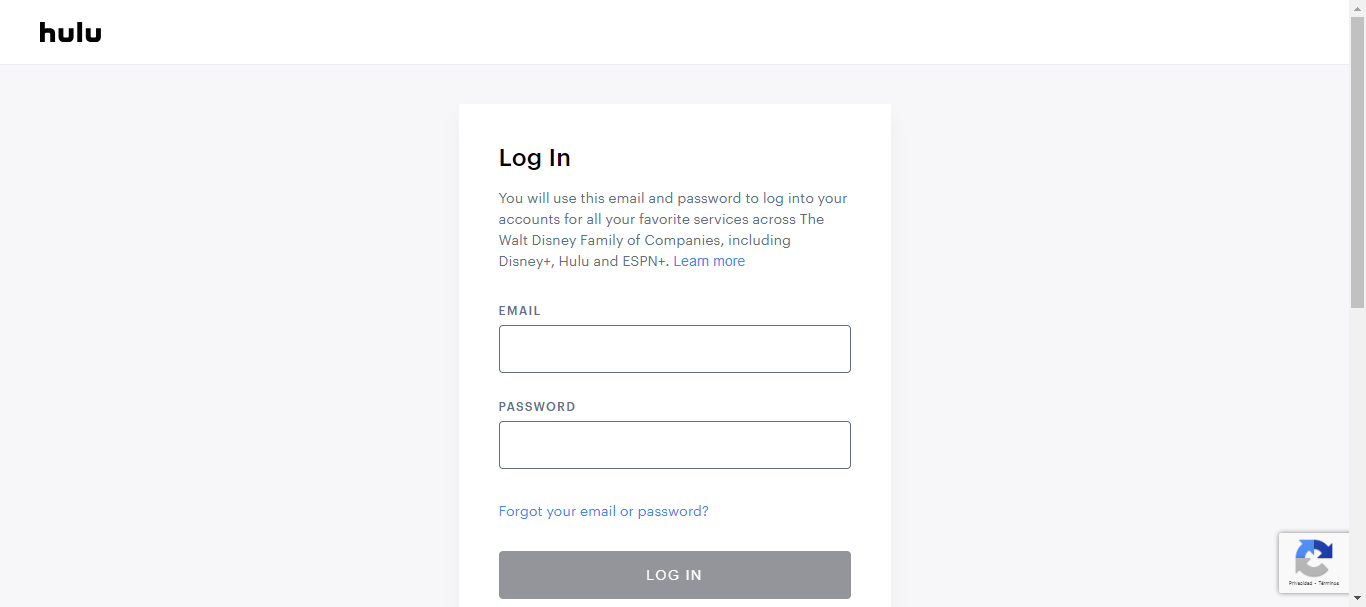 hulu
Log In
You will use this email and password to log into your
accounts for all your favorite services across The
Walt Disney Family of Companies, including
Disney+, Hulu and ESPN+. Learn more
EMAIL
PASSWORD
Forgot your email or password?
LOG IN
Privacidad - Términos